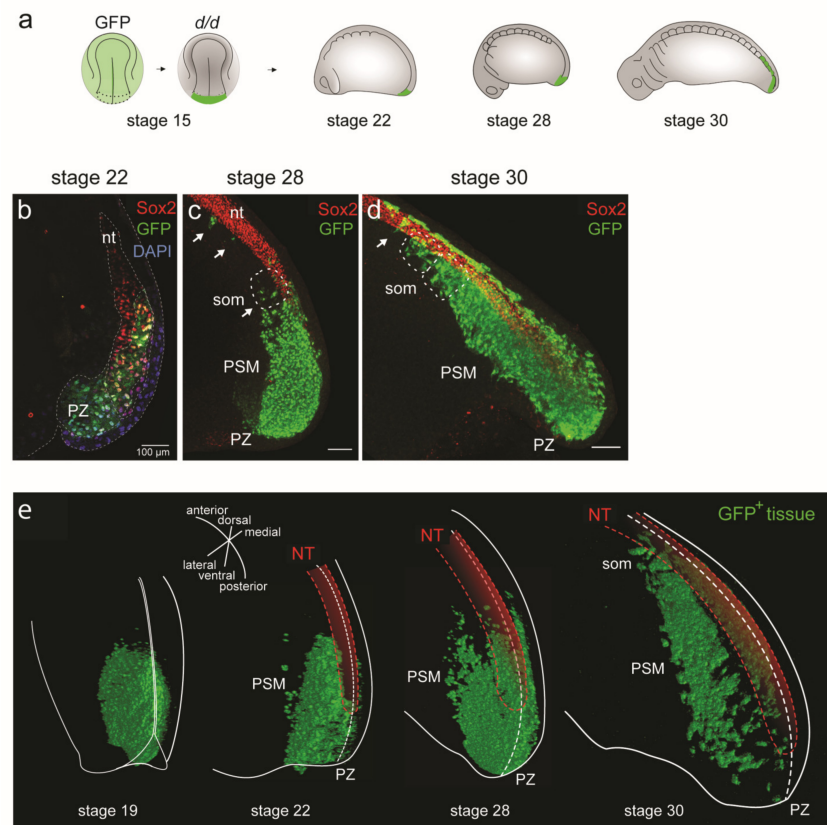 a
GFP
d/d
stage 15
stage 22
stage 28
stage 30
stage 22
stage 28
stage 30
b
Sox2
GFP
DAPI
nt
PZ
100 µm
c
nt
Sox2
GFP
som
PSM
PZ
d
Sox2
GFP
som
PSM
PZ
e
anterior
dorsal
medial
lateral
ventral
posterior
GFP+ tissue
stage 19
NT
PSM
PZ
stage 22
NT
PSM
PZ
stage 28
NT
som
PSM
PZ
stage 30